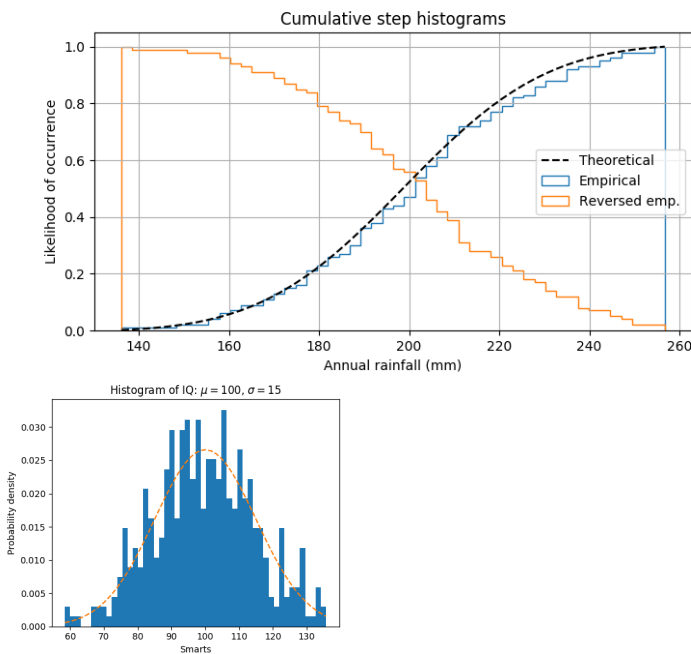 Cumulative step histograms
1.0
0.8
0.6
0.4
0.2
0.0
Likelihood of occurrence
Theoretical
Empirical
Reversed emp.
140 160 180 200 220 240 260
Annual rainfall (mm)
Histogram of IQ: μ = 100, σ = 15
0.030
0.025
0.020
0.015
0.010
0.005
0.000
Probability density
60 70 80 90 100 110 120 130
Smarts